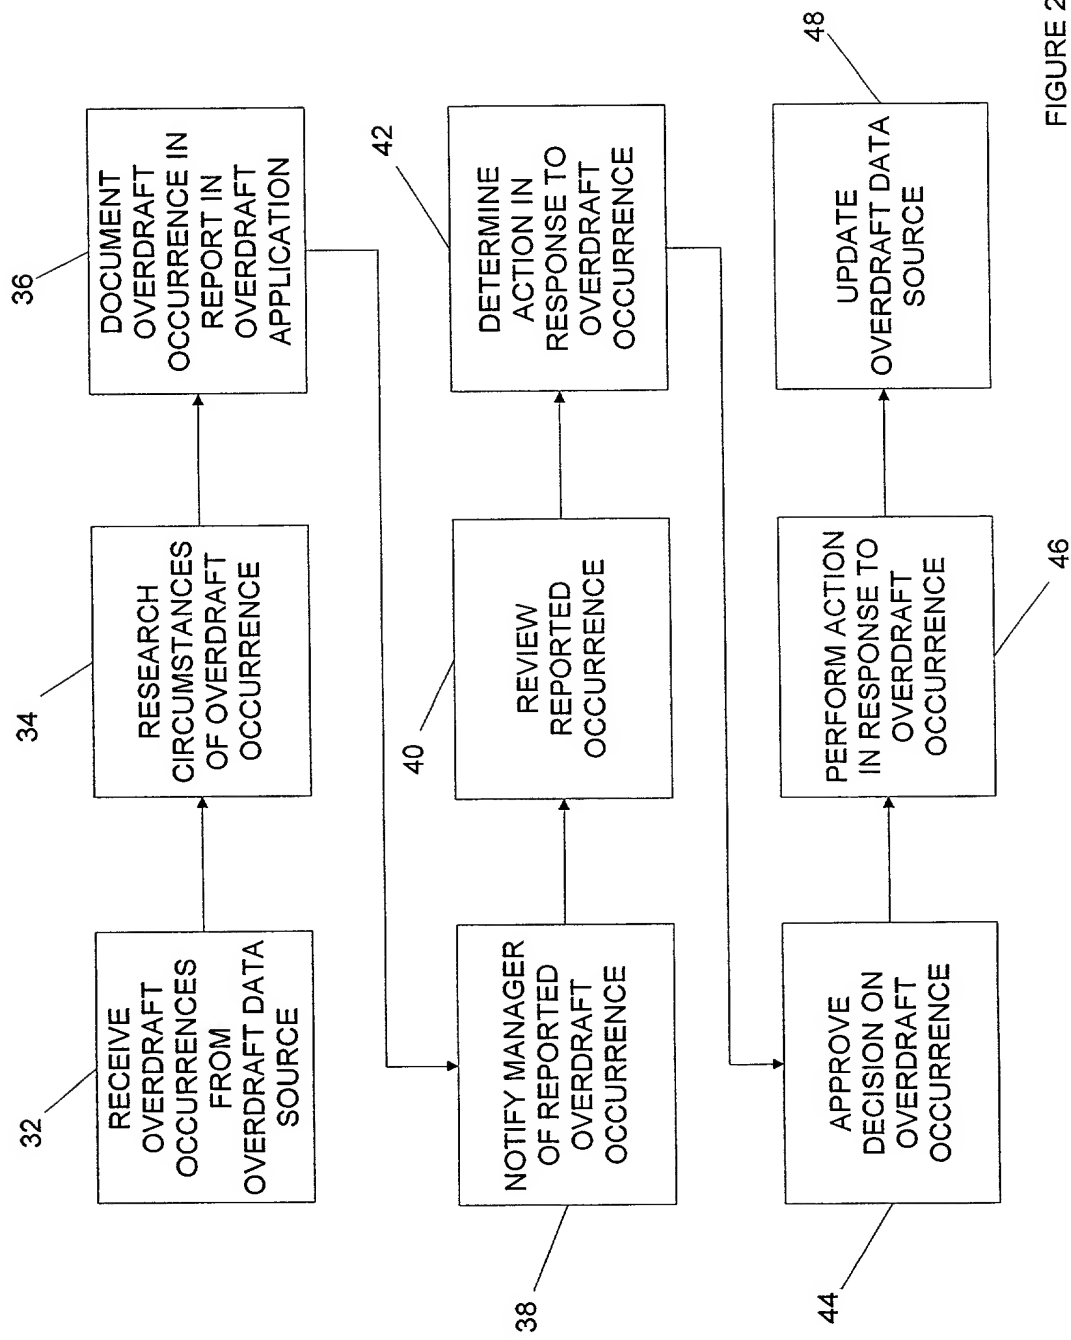 32
RECEIVE
OVERDRAFT
OCCURRENCES
FROM
OVERDRAFT DATA
SOURCE
34
RESEARCH
CIRCUMSTANCES
OF OVERDRAFT
OCCURRENCE
36
DOCUMENT
OVERDRAFT
OCCURRENCE IN
REPORT IN
OVERDRAFT
APPLICATION
38
NOTIFY MANAGER
OF REPORTED
OVERDRAFT
OCCURRENCE
40
REVIEW
REPORTED
OCCURRENCE
42
DETERMINE
ACTION IN
RESPONSE TO
OVERDRAFT
OCCURRENCE
44
APPROVE
DECISION ON
OVERDRAFT
OCCURRENCE
46
PERFORM ACTION
IN RESPONSE TO
OVERDRAFT
OCCURRENCE
48
UPDATE
OVERDRAFT DATA
SOURCE
FIGURE 2